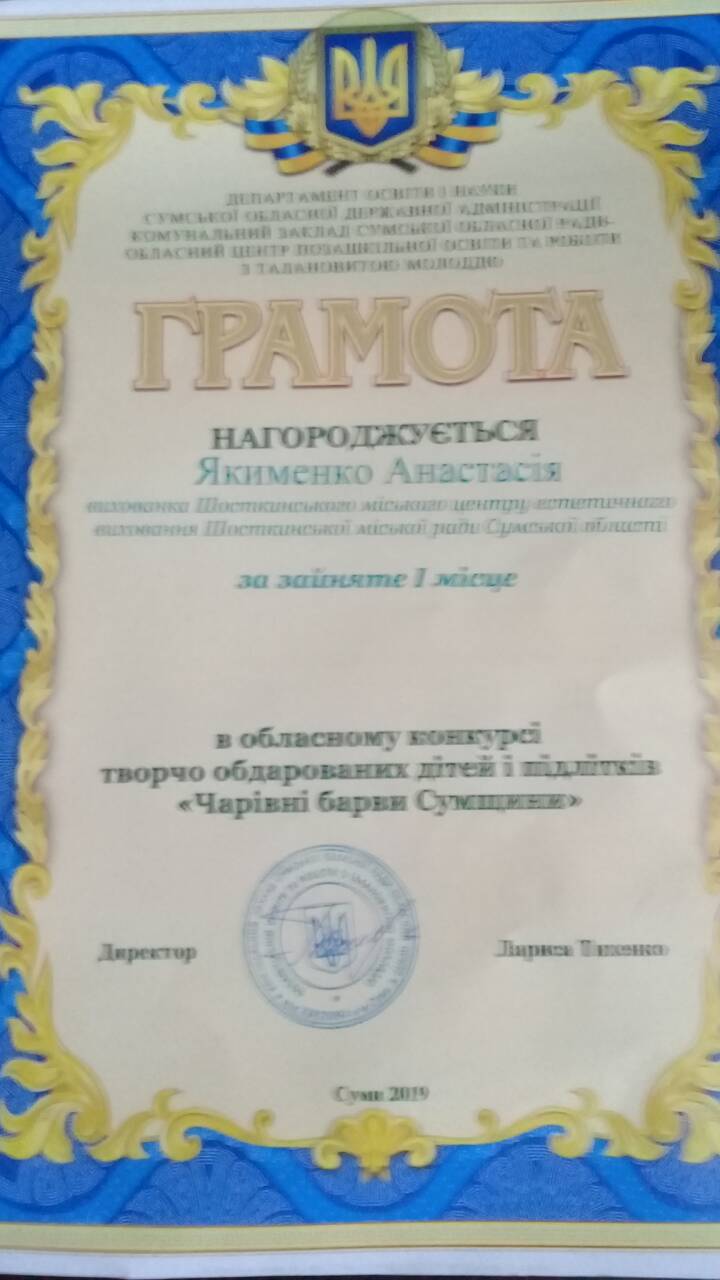 ДЕПАРТАМЕНТ ОСВІТИ І НАУКИ
СУМСЬКОЇ ОБЛАСНОЇ ДЕРЖАВНОЇ АДМІНІСТРАЦІЇ
КОМУНАЛЬНИЙ ЗАКЛАД СУМСЬКОЇ ОБЛАСНОЇ РАДИ-
ОБЛАСНИЙ ЦЕНТР ПОЗАШКІЛЬНОЇ ОСВІТИ ТА РОБОТИ
З ТАЛАНОВИТОЮ МОЛОДДЮ
ГРАМОТА
НАГОРОДЖУЄТЬСЯ
Якименко Анастасія
вихованка Шосткинського міського центру естетичного
виховання Шосткинської міської ради Сумської області
за зайняте І місце
в обласному конкурсі
творчо обдарованих дітей і підлітків
«Чарівні барви Сумщини»
Директор
Лариса Тихенко
Суми 2019